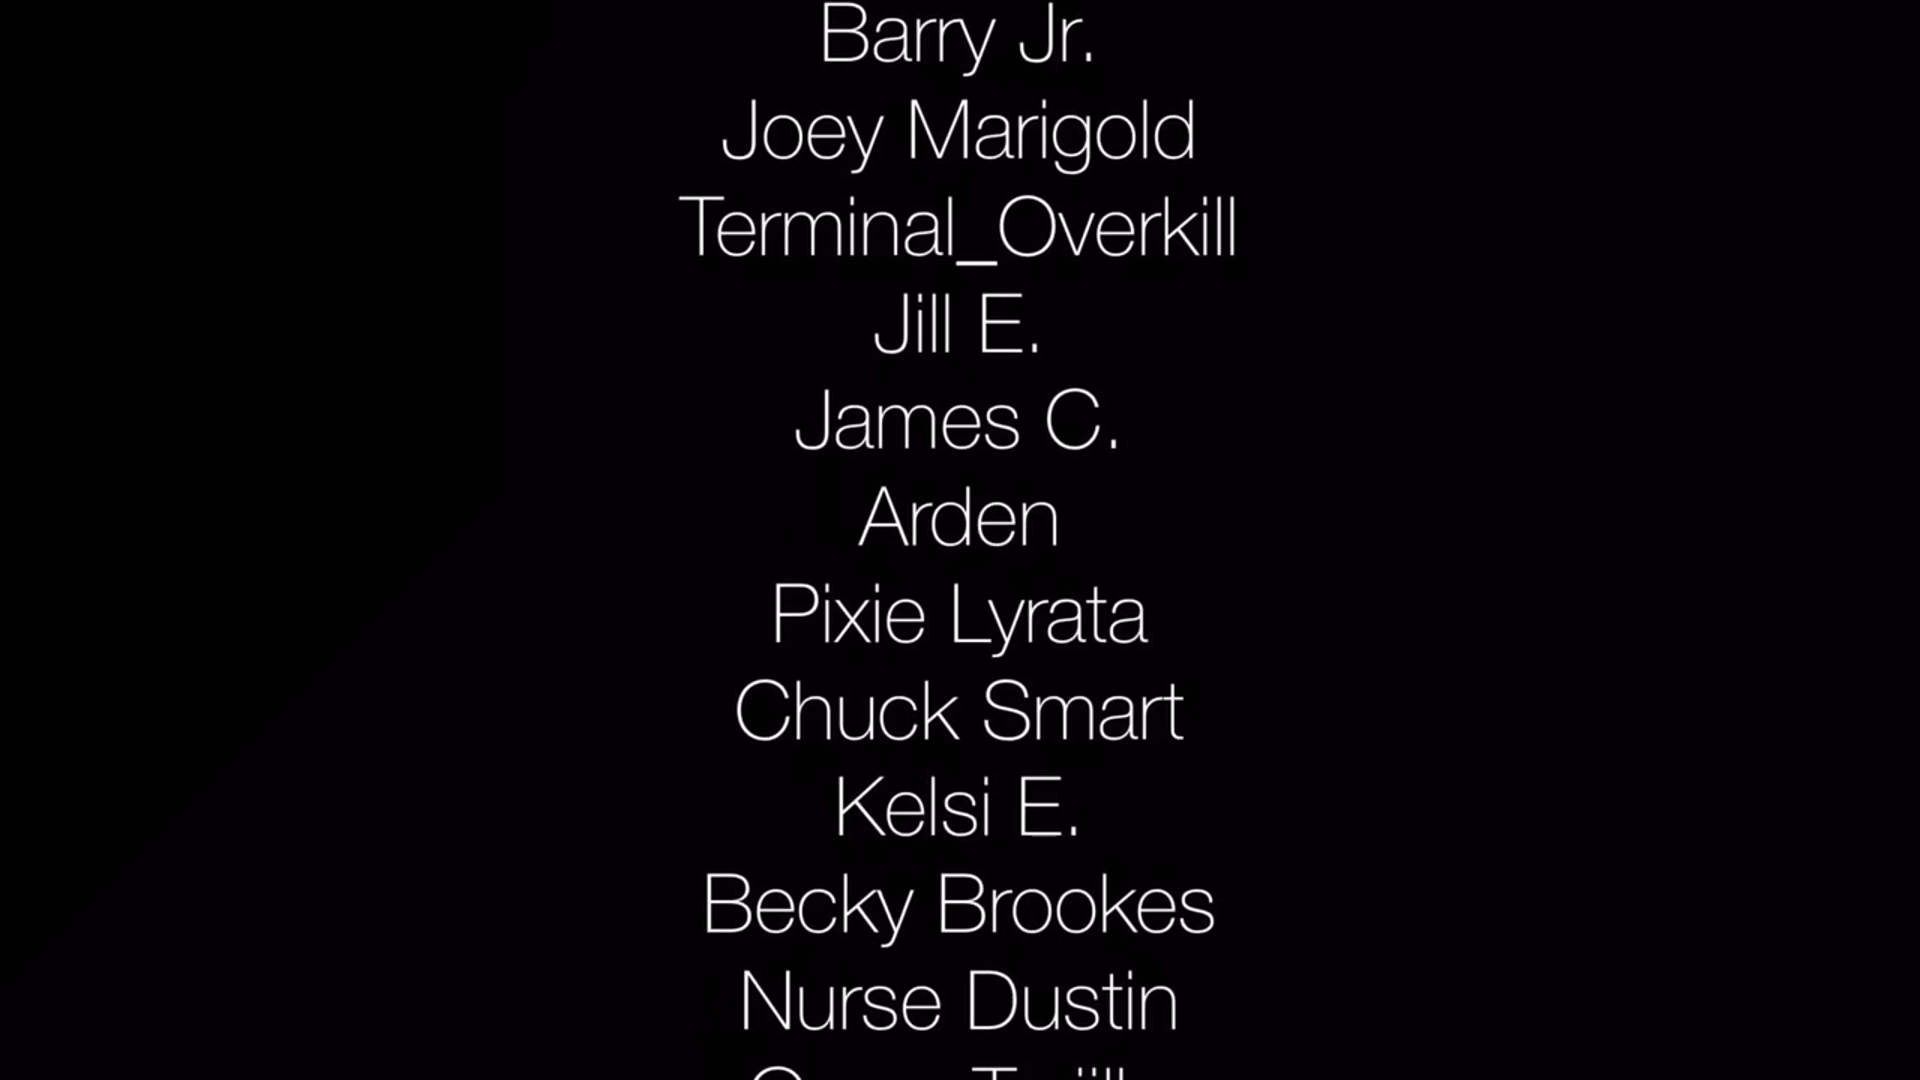 Barry Jr.
Joey Marigold
Terminal_Overkill
Jill E.
James C.
Arden
Pixie Lyrata
Chuck Smart
Kelsi E.
Becky Brookes
Nurse Dustin